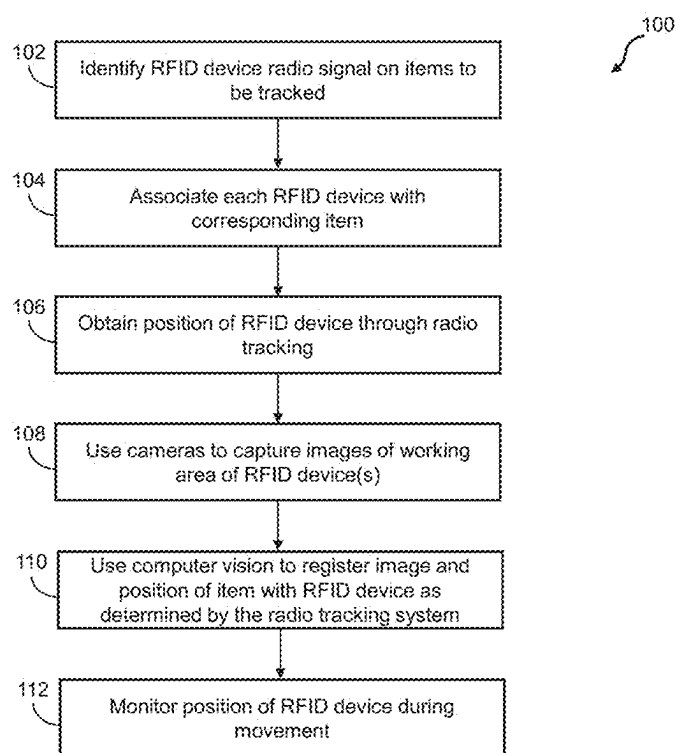 100
102
Identify RFID device radio signal on items to
be tracked
104
Associate each RFID device with
corresponding item
106
Obtain position of RFID device through radio
tracking
108
Use cameras to capture images of working
area of RFID device(s)
110
Use computer vision to register image and
position of item with RFID device as
determined by the radio tracking system
112
Monitor position of RFID device during
movement